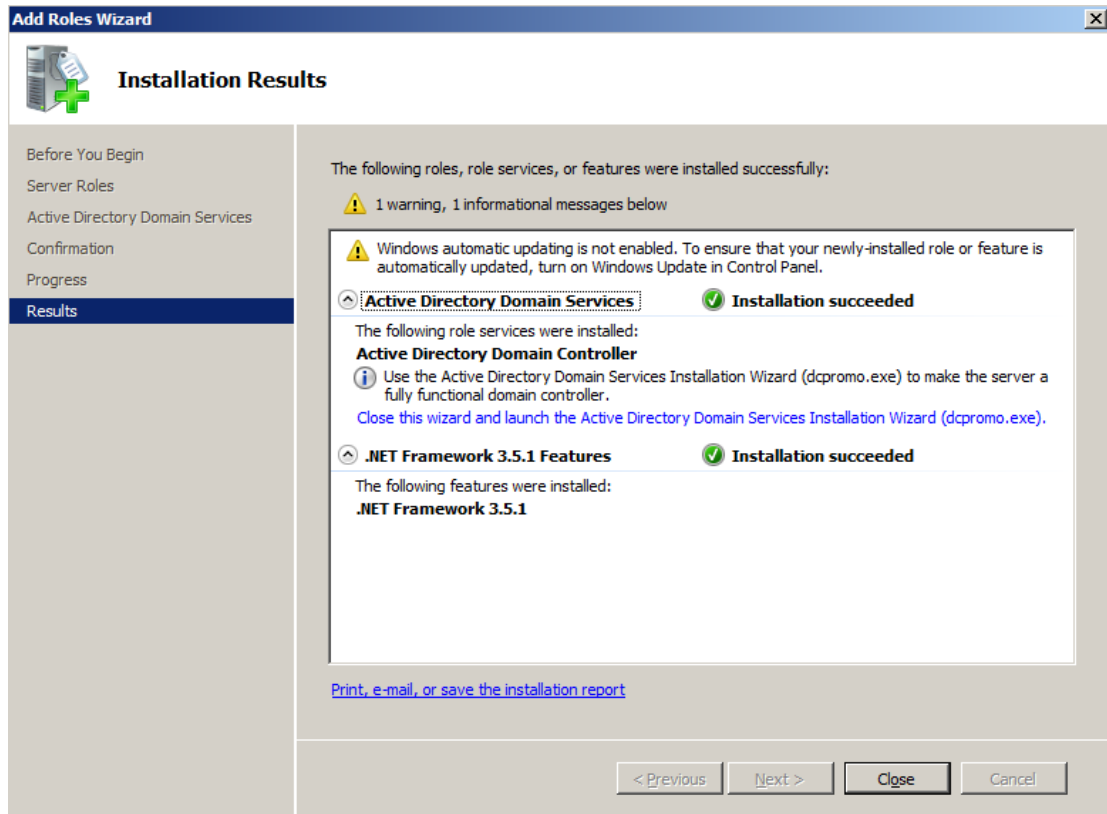 Add Roles Wizard
Installation Results
Before You Begin
Server Roles
Active Directory Domain Services
Confirmation
Progress
Results
The following roles, role services, or features were installed successfully:
1 warning, 1 informational messages below
Windows automatic updating is not enabled. To ensure that your newly-installed role or feature is
automatically updated, turn on Windows Update in Control Panel.
Active Directory Domain Services
Installation succeeded
The following role services were installed:
Active Directory Domain Controller
Use the Active Directory Domain Services Installation Wizard (dcpromo.exe) to make the server a
fully functional domain controller.
Close this wizard and launch the Active Directory Domain Services Installation Wizard (dcpromo.exe).
.NET Framework 3.5.1 Features
Installation succeeded
The following features were installed:
.NET Framework 3.5.1
Print, e-mail, or save the installation report
< Previous
Next >
Close
Cancel